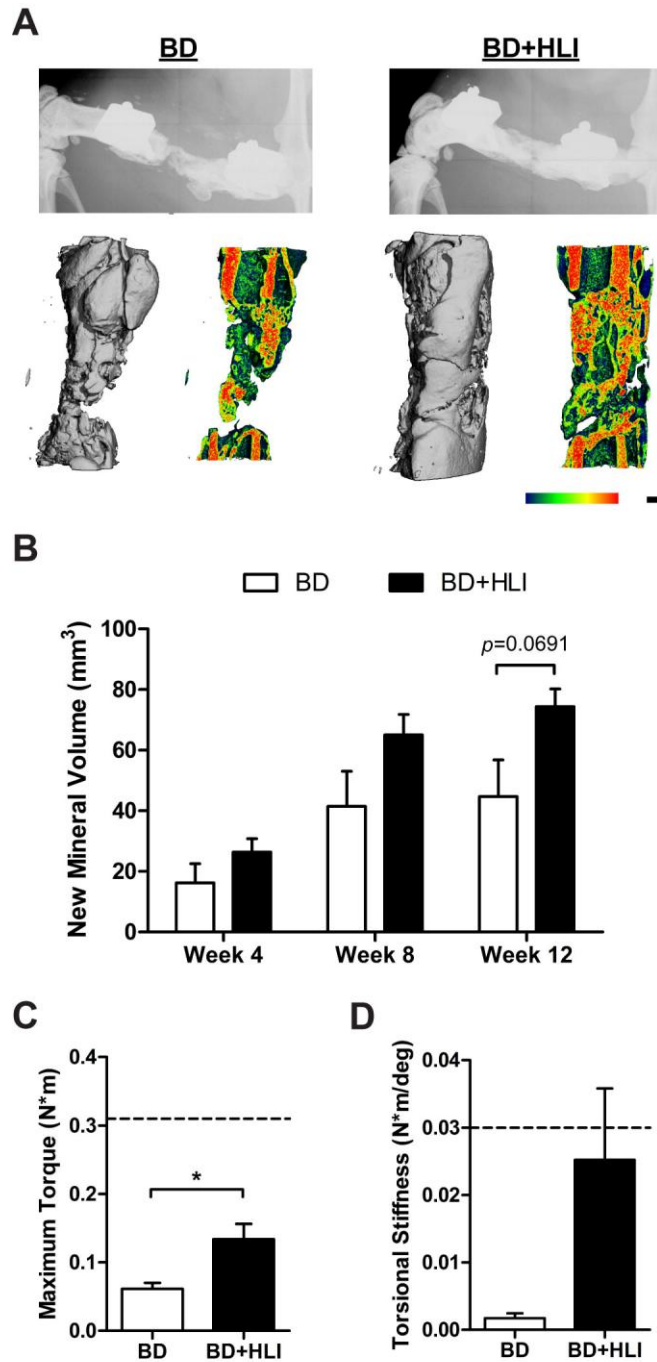 A
BD
BD+HLI
B
BD
BD+HLI
New Mineral Volume (mm³)
100
80
60
40
20
0
p=0.0691
Week 4
Week 8
Week 12
C
Maximum Torque (N*m)
0.4
0.3
0.2
0.1
0.0
*
BD
BD+HLI
D
Torsional Stiffness (N*m/deg)
0.04
0.03
0.02
0.01
0.00
BD
BD+HLI